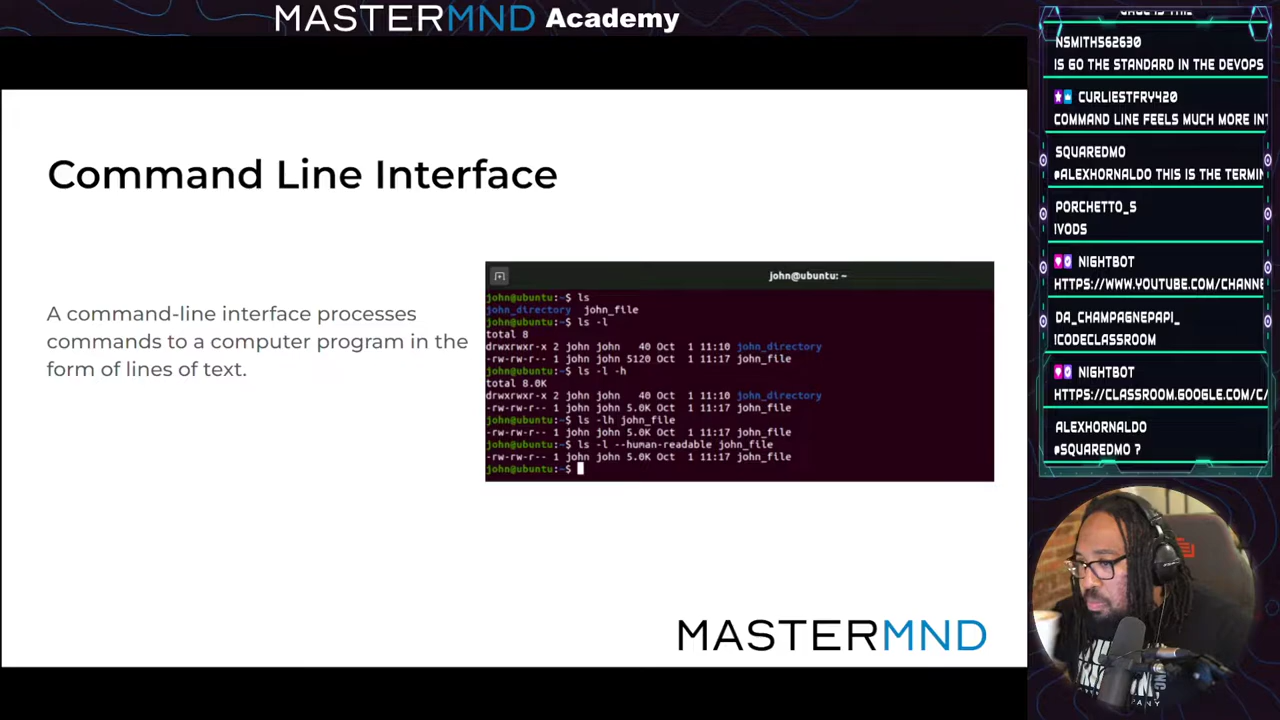 MASTERMND Academy
Command Line Interface
A command-line interface processes
commands to a computer program in the
form of lines of text.
john@ubuntu: ~
john@ubuntu:~$ ls
john_directory john_file
john@ubuntu:~$ ls -l
total 8
drwxrwxr-x 2 john john 40 Oct 1 11:10 john_directory
-rw-rw-r-- 1 john john 5120 Oct 1 11:17 john_file
john@ubuntu:~$ ls -l -h
total 8.0K
drwxrwxr-x 2 john john 40 Oct 1 11:10 john_directory
-rw-rw-r-- 1 john john 5.0K Oct 1 11:17 john_file
john@ubuntu:~$ ls -lh john_file
-rw-rw-r-- 1 john john 5.0K Oct 1 11:17 john_file
john@ubuntu:~$ ls -l --human-readable john_file
-rw-rw-r-- 1 john john 5.0K Oct 1 11:17 john_file
john@ubuntu:~$
MASTERMND
NSMITHS62630
IS GO THE STANDARD IN THE DEVOPS
CURLIESTFRY420
COMMAND LINE FEELS MUCH MORE INT
SQUAREDMO
@ALEXHORNALDO THIS IS THE TERMIN
PORCHETTO_S
!VODS
NIGHTBOT
HTTPS://WWW.YOUTUBE.COM/CHANNE
DA_CHAMPAGNEPAPI_
!CODECLASSROOM
NIGHTBOT
HTTPS://CLASSROOM.GOOGLE.COM/C/
ALEXHORNALDO
@SQUAREDMO ?